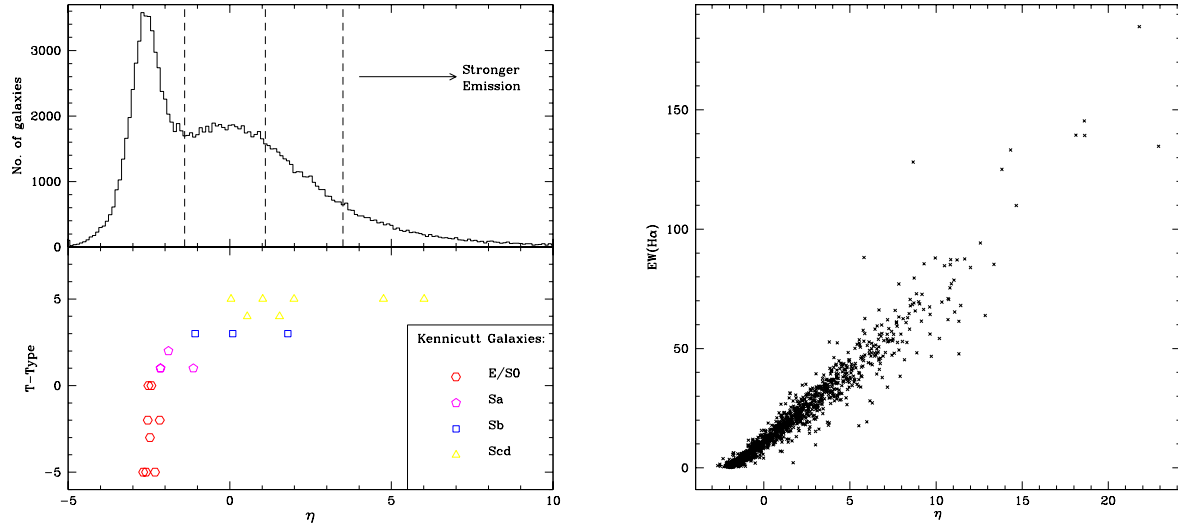 3000
2000
1000
0
No. of galaxies
Stronger
Emission
5
0
-5
T-Type
Kennicutt Galaxies:
E/S0
Sa
Sb
Scd
-5 0 5 10
η
150
100
50
0
EW(Hα)
0 5 10 15 20
η